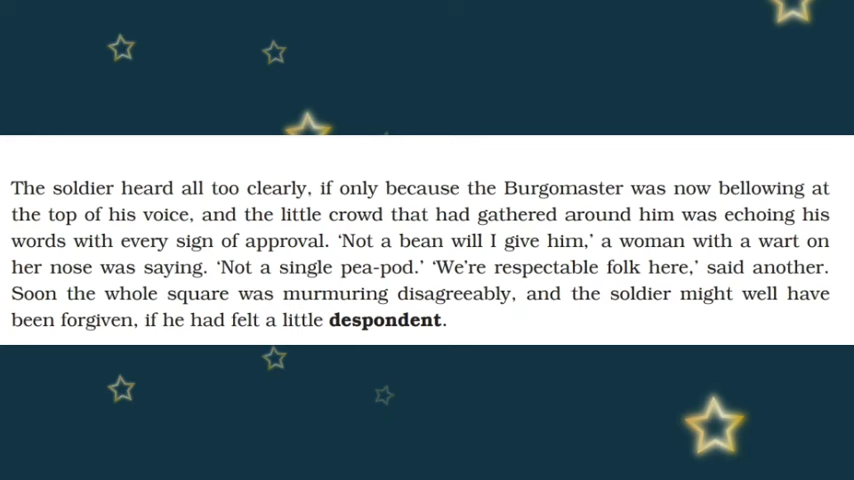 The soldier heard all too clearly, if only because the Burgomaster was now bellowing at
the top of his voice, and the little crowd that had gathered around him was echoing his
words with every sign of approval. ‘Not a bean will I give him,’ a woman with a wart on
her nose was saying. ‘Not a single pea-pod.’ ‘We’re respectable folk here,’ said another.
Soon the whole square was murmuring disagreeably, and the soldier might well have
been forgiven, if he had felt a little despondent.